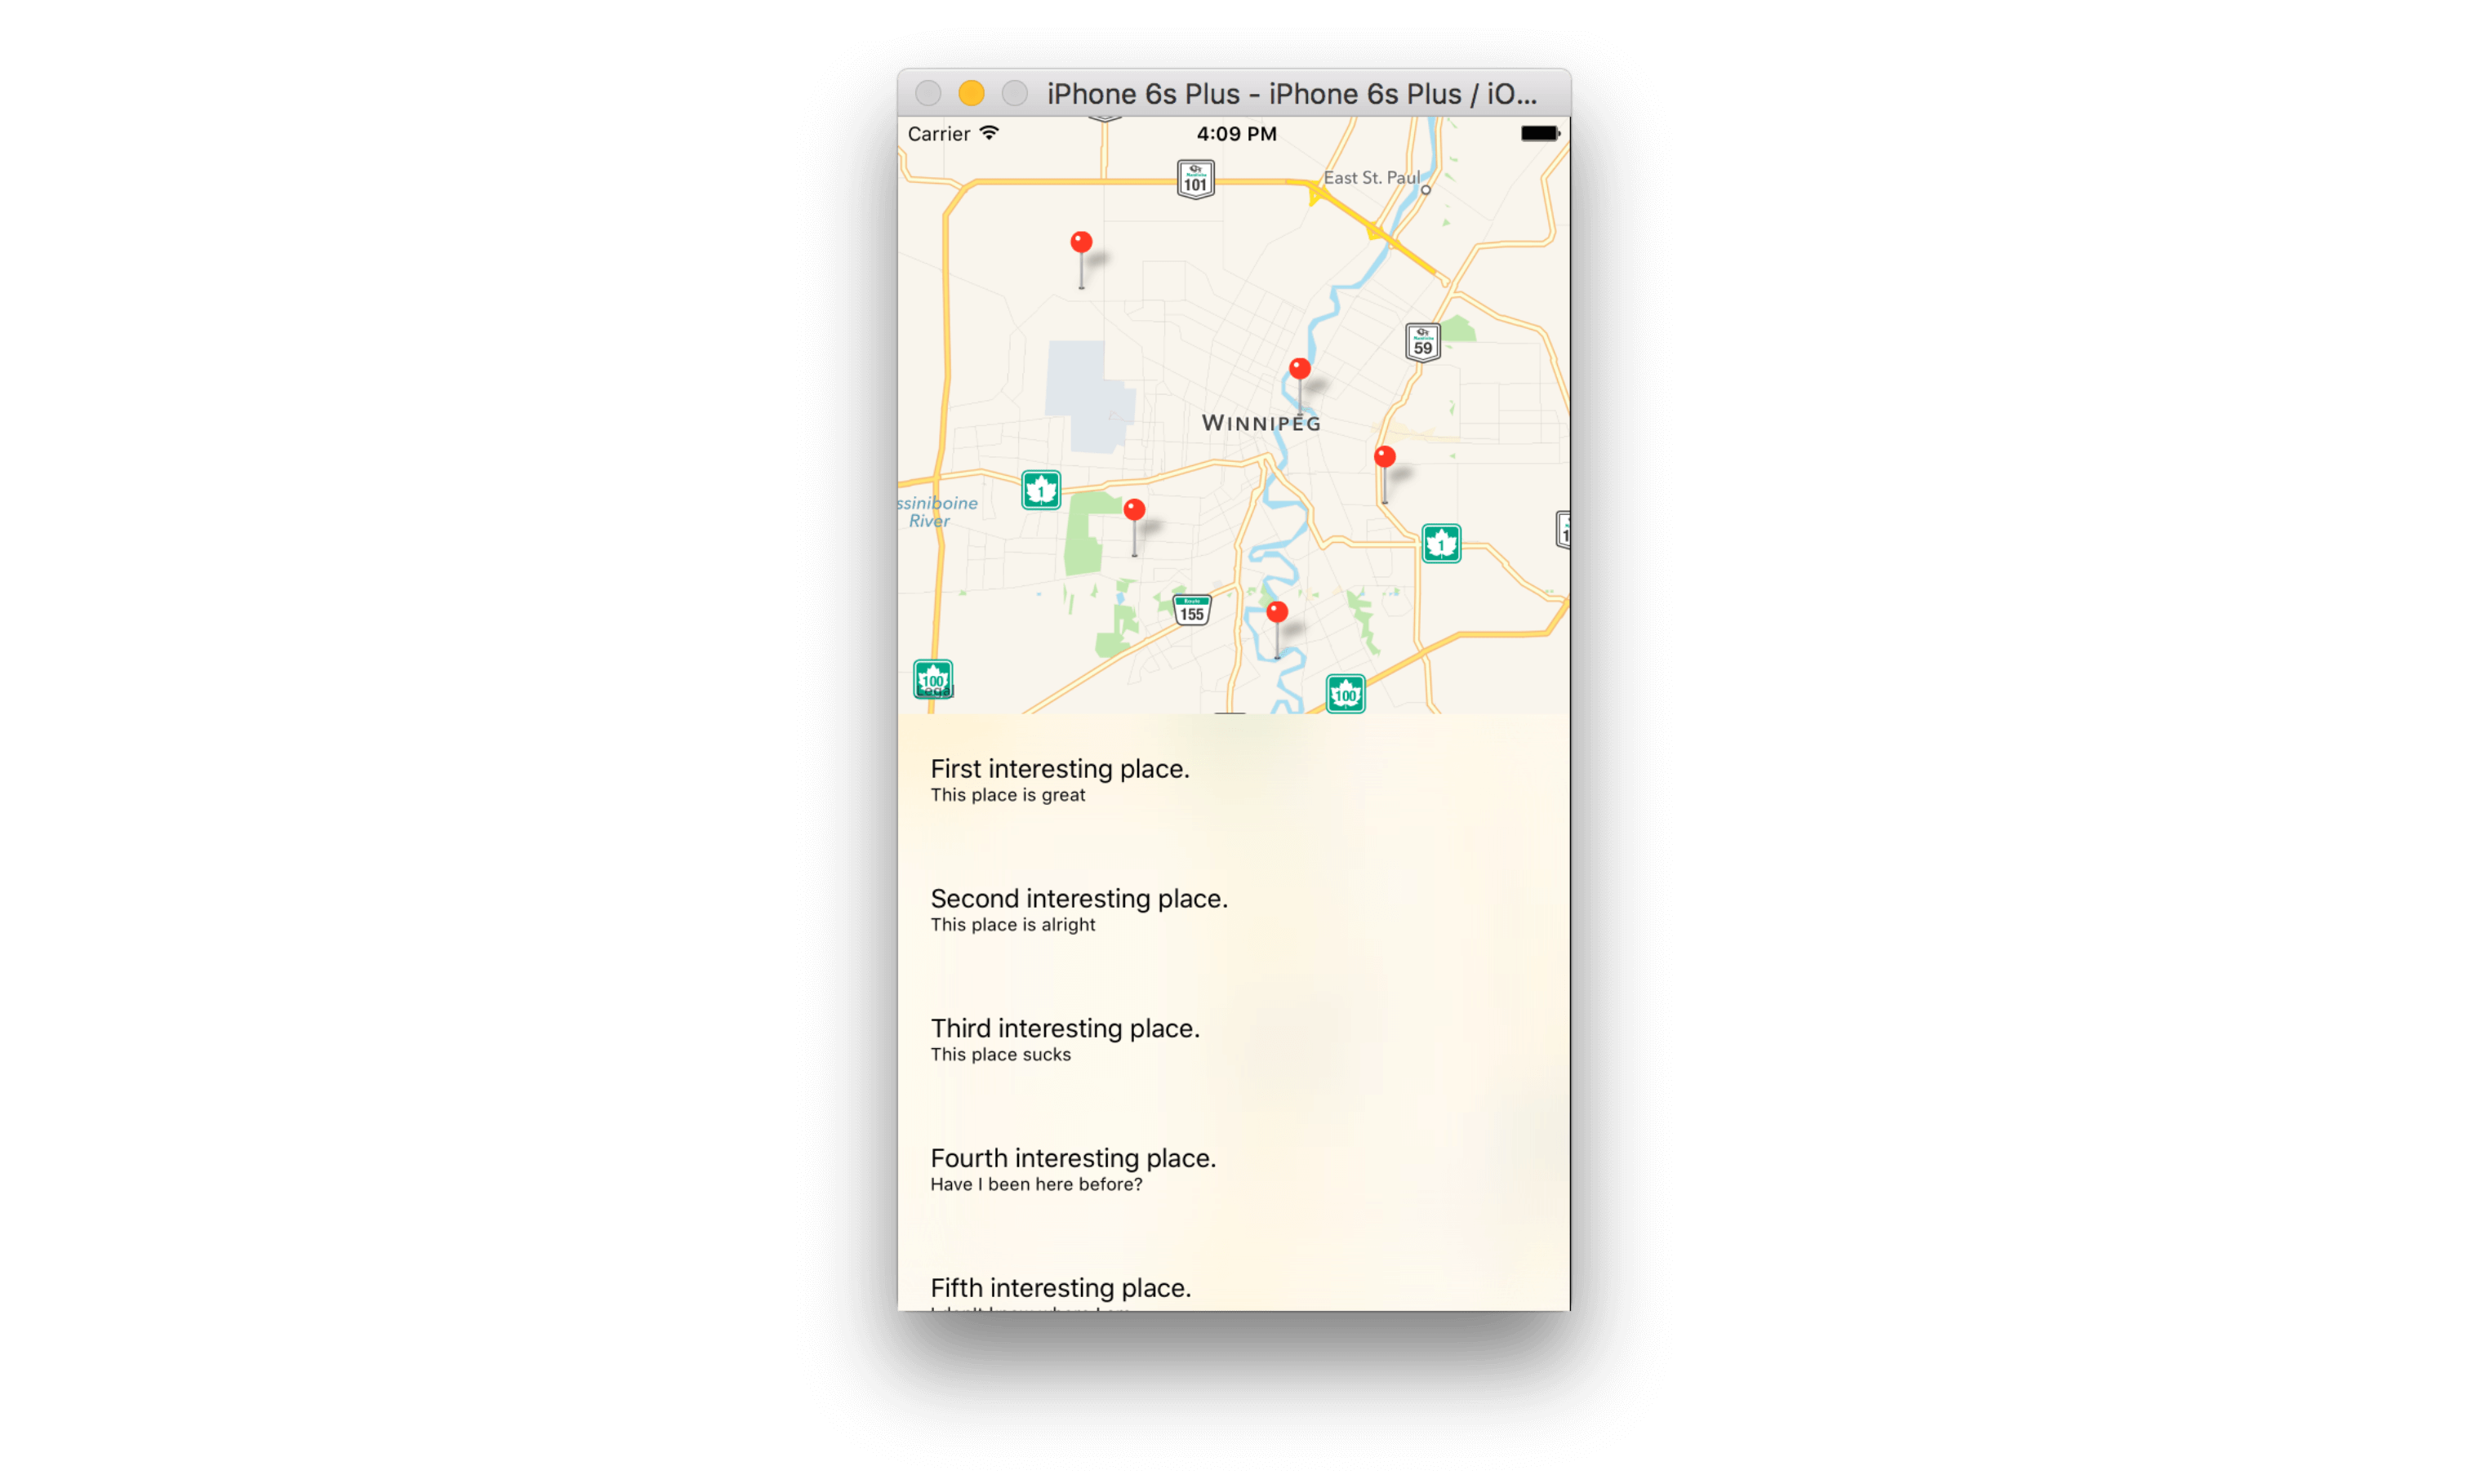 iPhone 6s Plus - iPhone 6s Plus / iO...
Carrier 4:09 PM
101
East St. Paul
59
WINNIPEG
1
ssiniboine
River
1
Route
155
100
Legal
100
First interesting place.
This place is great
Second interesting place.
This place is alright
Third interesting place.
This place sucks
Fourth interesting place.
Have I been here before?
Fifth interesting place.